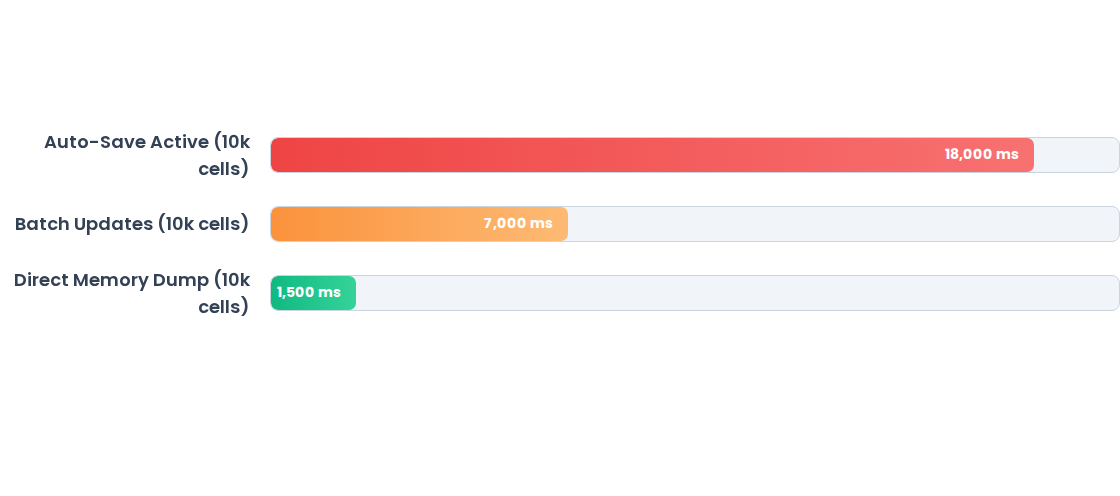 Auto-Save Active (10k
cells)
18,000 ms
Batch Updates (10k cells)
7,000 ms
Direct Memory Dump (10k
cells)
1,500 ms